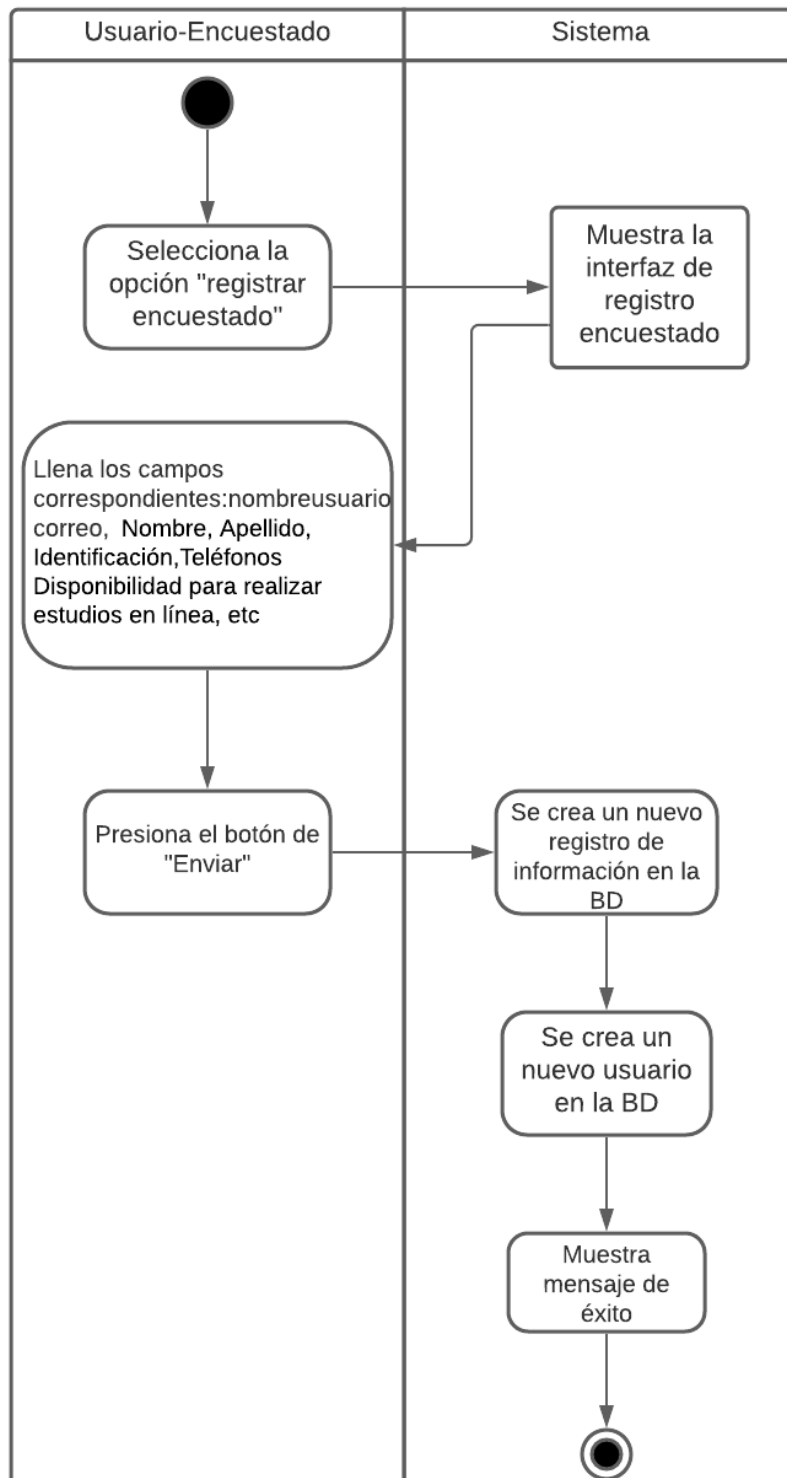 Usuario-Encuestado
Sistema
Selecciona la
opción "registrar
encuestado"
Muestra la
interfaz de
registro
encuestado
Llena los campos
correspondientes:nombreusuario
correo, Nombre, Apellido,
Identificación,Teléfonos
Disponibilidad para realizar
estudios en línea, etc
Presiona el botón de
"Enviar"
Se crea un nuevo
registro de
información en la
BD
Se crea un
nuevo usuario
en la BD
Muestra
mensaje de
éxito